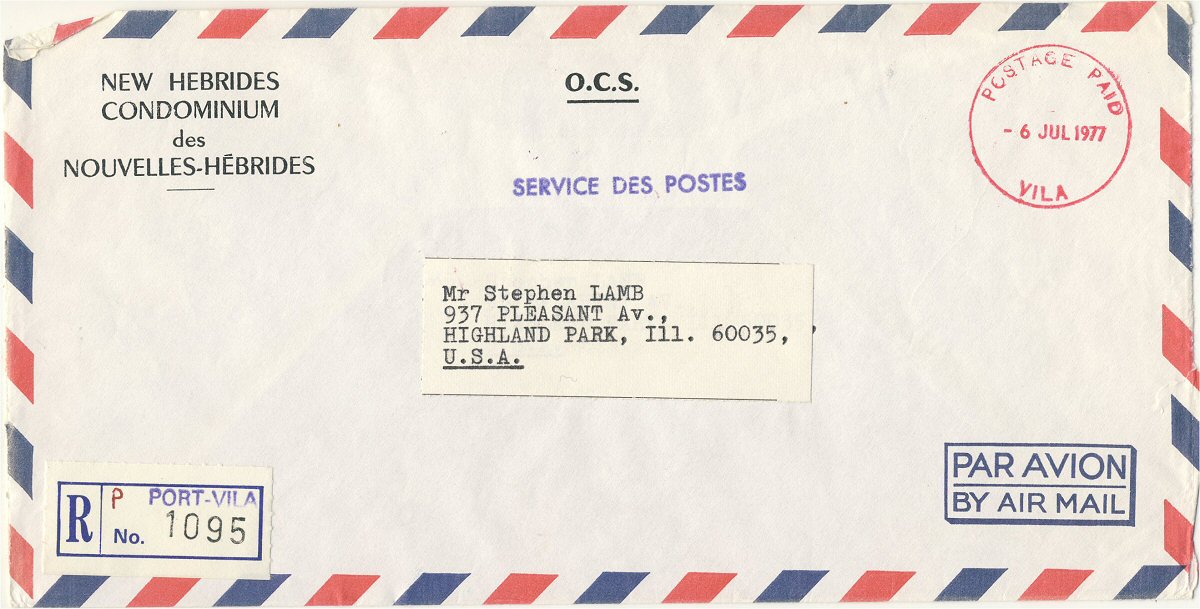 NEW HEBRIDES
CONDOMINIUM
des
NOUVELLES-HÉBRIDES
O.C.S.
SERVICE DES POSTES
POSTAGE PAID
- 6 JUL 1977
VILA
Mr Stephen LAMB
937 PLEASANT Av.,
HIGHLAND PARK, Ill. 60035,
U.S.A.
R
P PORT-VILA
No. 1095
PAR AVION
BY AIR MAIL